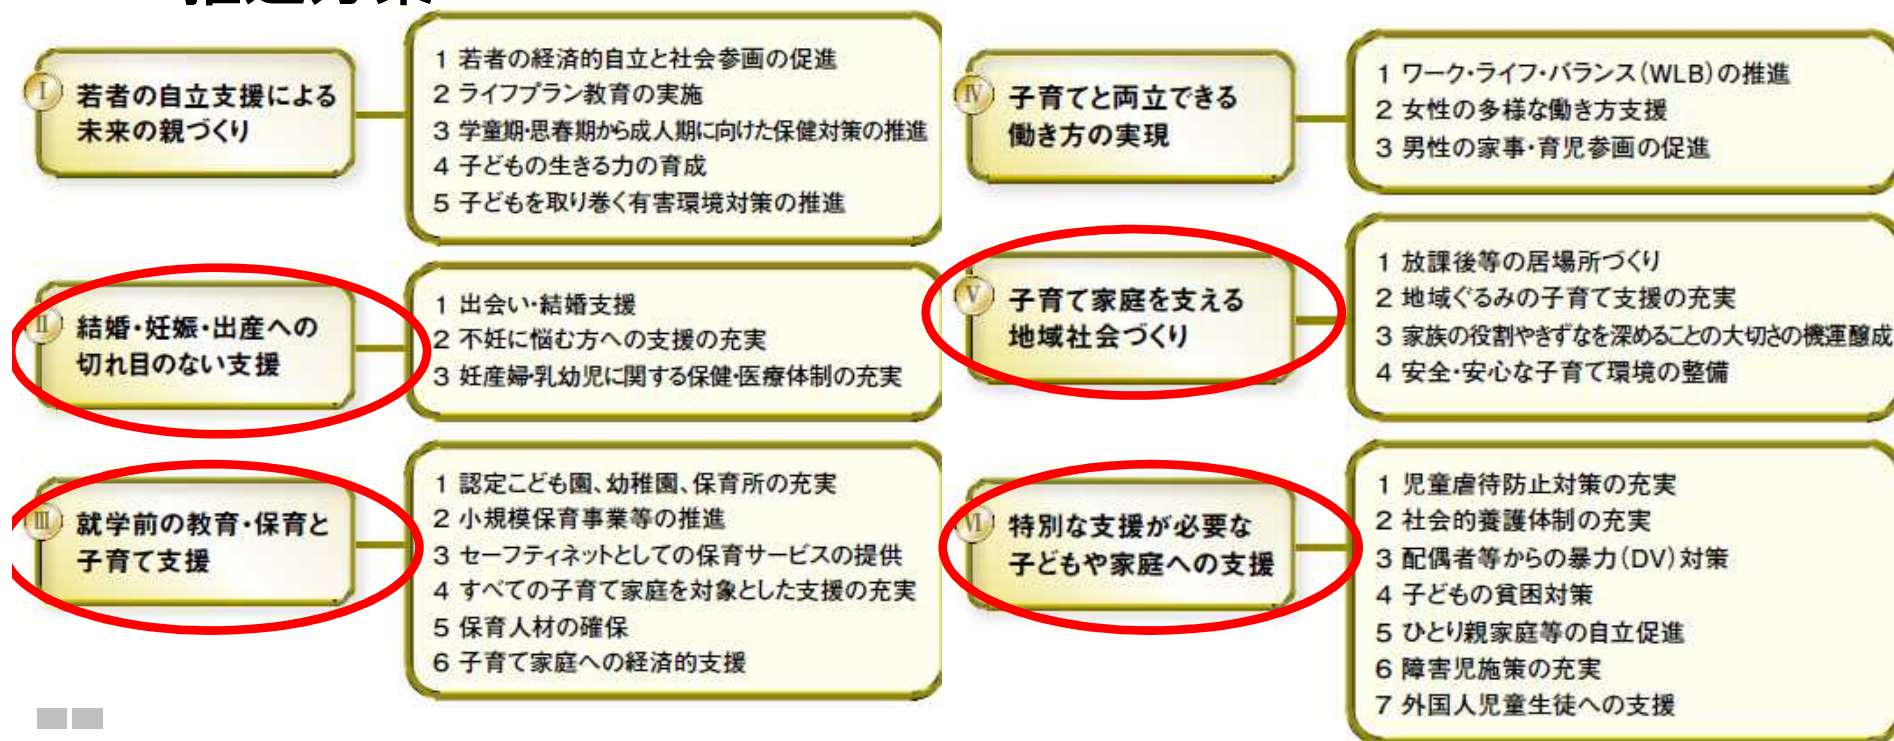 推進方策
Ⅰ 若者の自立支援による
未来の親づくり
1 若者の経済的自立と社会参画の促進
2 ライフプラン教育の実施
3 学童期・思春期から成人期に向けた保健対策の推進
4 子どもの生きる力の育成
5 子どもを取り巻く有害環境対策の推進
Ⅱ 結婚・妊娠・出産への
切れ目のない支援
1 出会い・結婚支援
2 不妊に悩む方への支援の充実
3 妊産婦・乳幼児に関する保健・医療体制の充実
Ⅲ 就学前の教育・保育と
子育て支援
1 認定こども園、幼稚園、保育所の充実
2 小規模保育事業等の推進
3 セーフティネットとしての保育サービスの提供
4 すべての子育て家庭を対象とした支援の充実
5 保育人材の確保
6 子育て家庭への経済的支援
Ⅳ 子育てと両立できる
働き方の実現
1 ワーク・ライフ・バランス(WLB)の推進
2 女性の多様な働き方支援
3 男性の家事・育児参画の促進
Ⅴ 子育て家庭を支える
地域社会づくり
1 放課後等の居場所づくり
2 地域ぐるみの子育て支援の充実
3 家族の役割やきずなを深めることの大切さの機運醸成
4 安全・安心な子育て環境の整備
Ⅵ 特別な支援が必要な
子どもや家庭への支援
1 児童虐待防止対策の充実
2 社会的養護体制の充実
3 配偶者等からの暴力(DV)対策
4 子どもの貧困対策
5 ひとり親家庭等の自立促進
6 障害児施策の充実
7 外国人児童生徒への支援